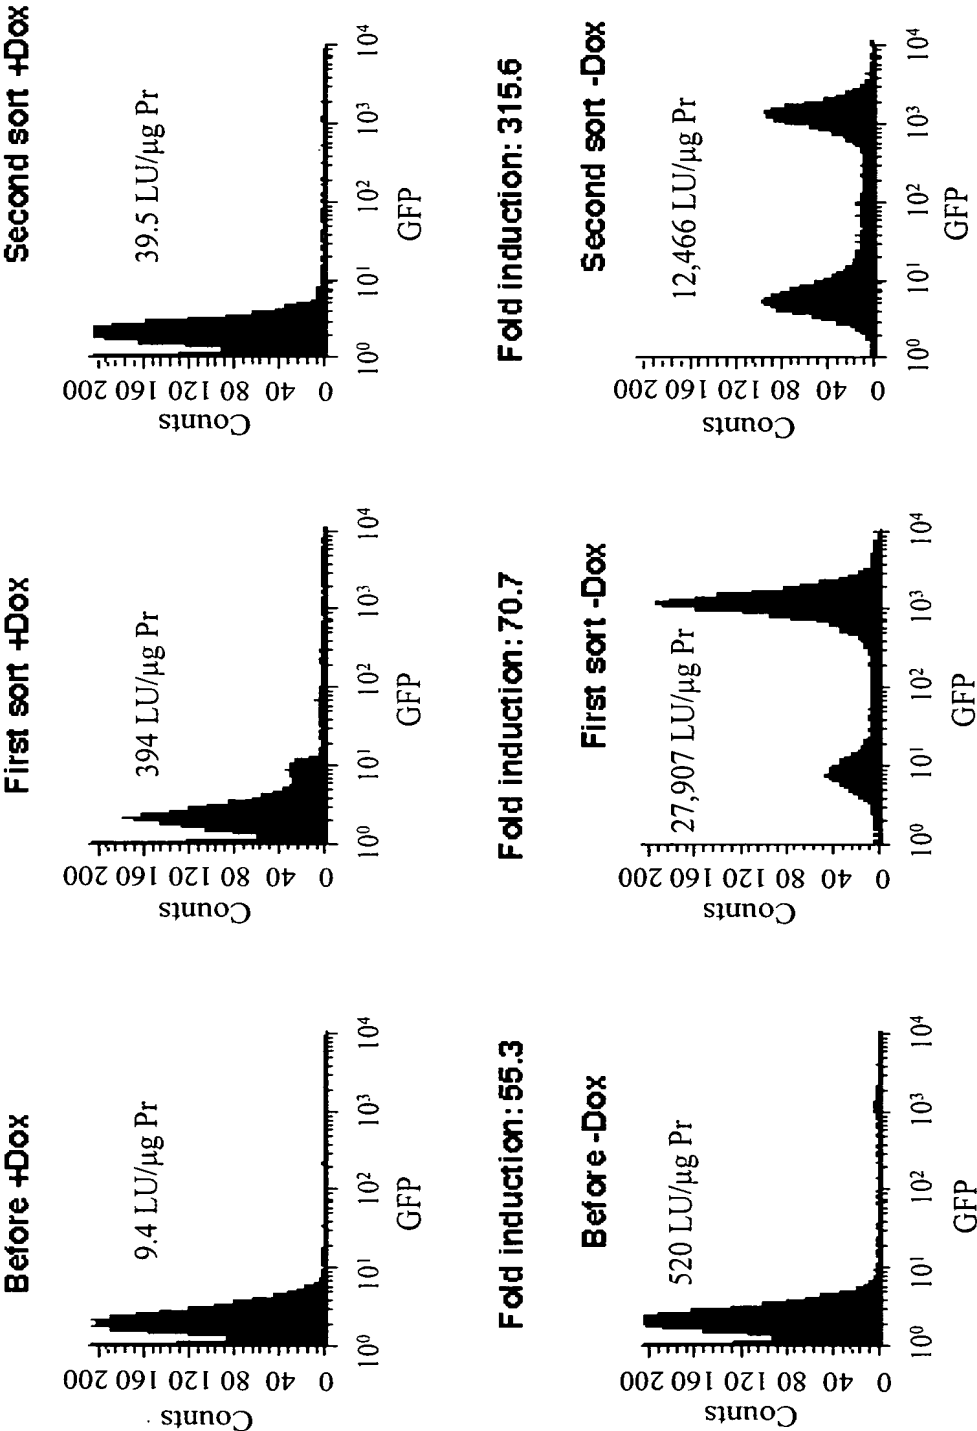 Before +Dox
Counts
200 160 120 80 40 0
9.4 LU/µg Pr
10⁰ 10¹ 10² 10³ 10⁴
GFP
First sort +Dox
Counts
200 160 120 80 40 0
394 LU/µg Pr
10⁰ 10¹ 10² 10³ 10⁴
GFP
Second sort +Dox
Counts
200 160 120 80 40 0
39.5 LU/µg Pr
10⁰ 10¹ 10² 10³ 10⁴
GFP
Fold induction: 55.3
Fold induction: 70.7
Fold induction: 315.6
Before -Dox
Counts
200 160 120 80 40 0
520 LU/µg Pr
10⁰ 10¹ 10² 10³ 10⁴
GFP
First sort -Dox
Counts
200 160 120 80 40 0
27,907 LU/µg Pr
10⁰ 10¹ 10² 10³ 10⁴
GFP
Second sort -Dox
Counts
200 160 120 80 40 0
12,466 LU/µg Pr
10⁰ 10¹ 10² 10³ 10⁴
GFP